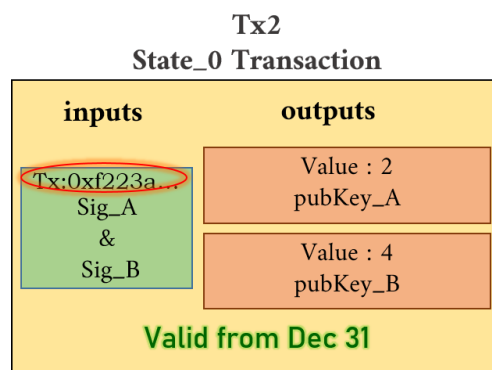 Tx2
State_0 Transaction
inputs
outputs
Tx:0xf223a...
Sig_A
&
Sig_B
Value : 2
pubKey_A
Value : 4
pubKey_B
Valid from Dec 31